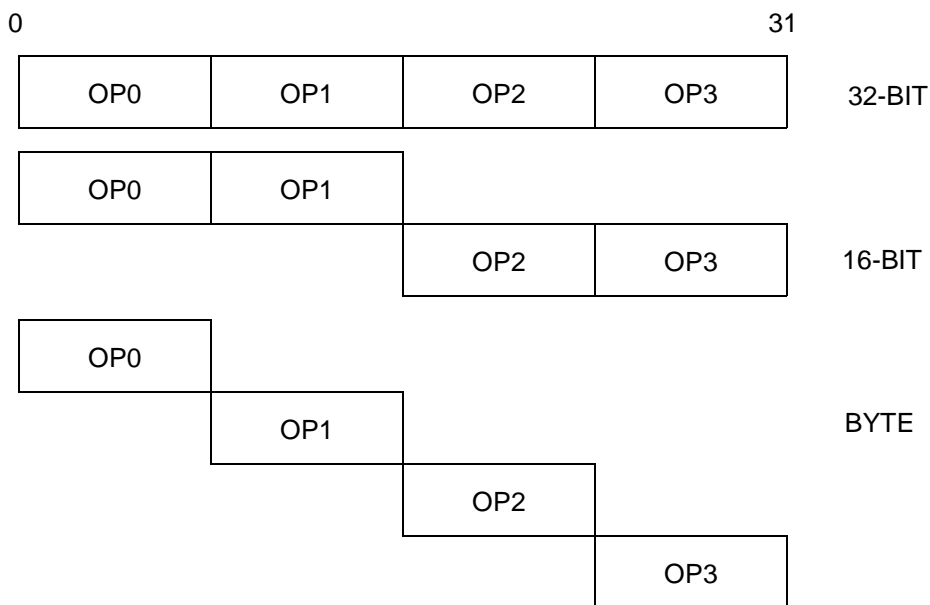 0 31
OP0 OP1 OP2 OP3 32-BIT
OP0 OP1
OP2 OP3 16-BIT
OP0
OP1 BYTE
OP2
OP3